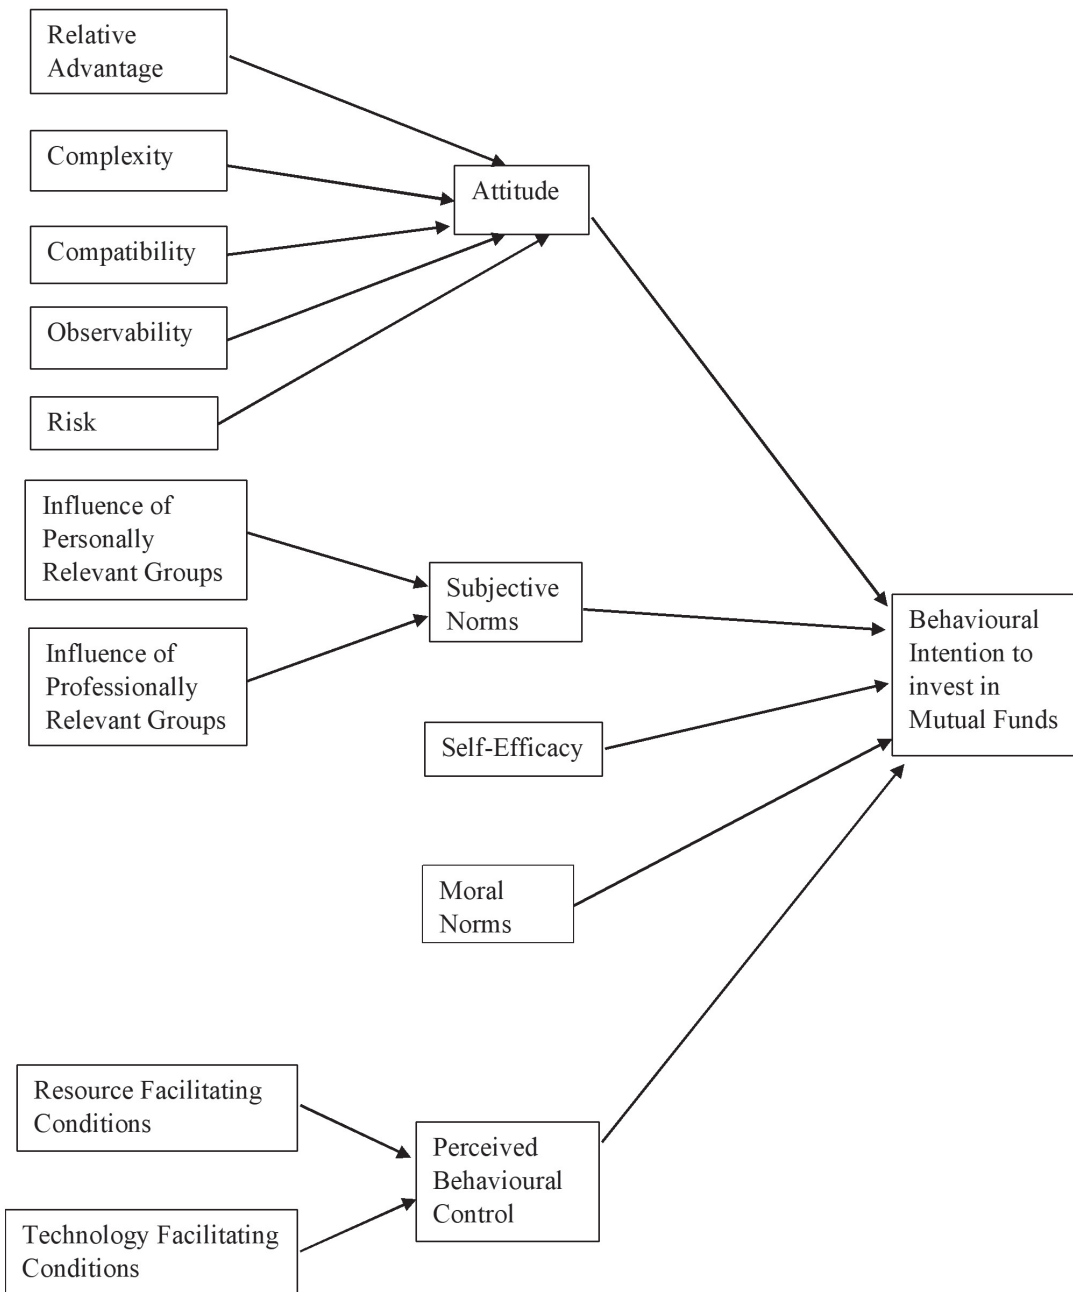 Relative
Advantage
Complexity
Attitude
Compatibility
Observability
Risk
Influence of
Personally
Relevant Groups
Subjective
Norms
Behavioural
Intention to
invest in
Mutual Funds
Influence of
Professionally
Relevant Groups
Self-Efficacy
Moral
Norms
Resource Facilitating
Conditions
Perceived
Behavioural
Control
Technology Facilitating
Conditions